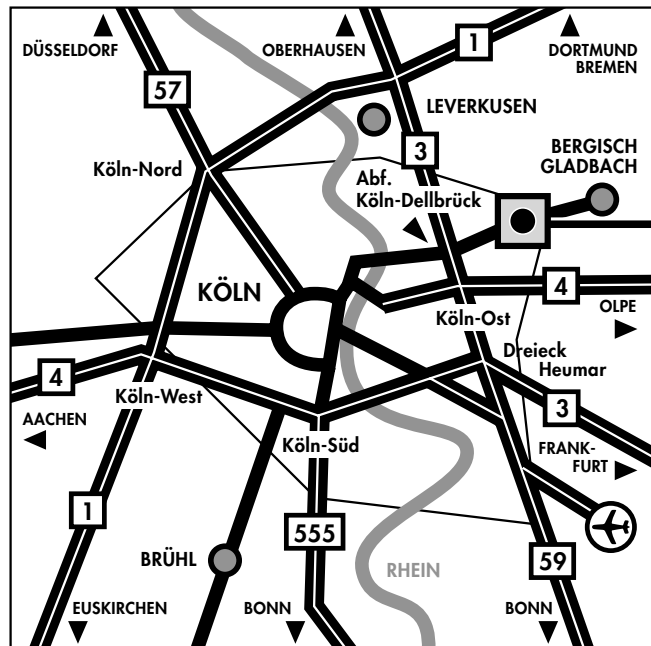 DÜSSELDORF
OBERHAUSEN
1
DORTMUND
BREMEN
57
LEVERKUSEN
3
BERGISCH
GLADBACH
Köln-Nord
Abf.
Köln-Dellbrück
KÖLN
4
OLPE
Köln-Ost
Dreieck
Heumar
4
Köln-West
3
AACHEN
Köln-Süd
FRANK-
FURT
1
555
BRÜHL
RHEIN
59
EUSKIRCHEN
BONN
BONN